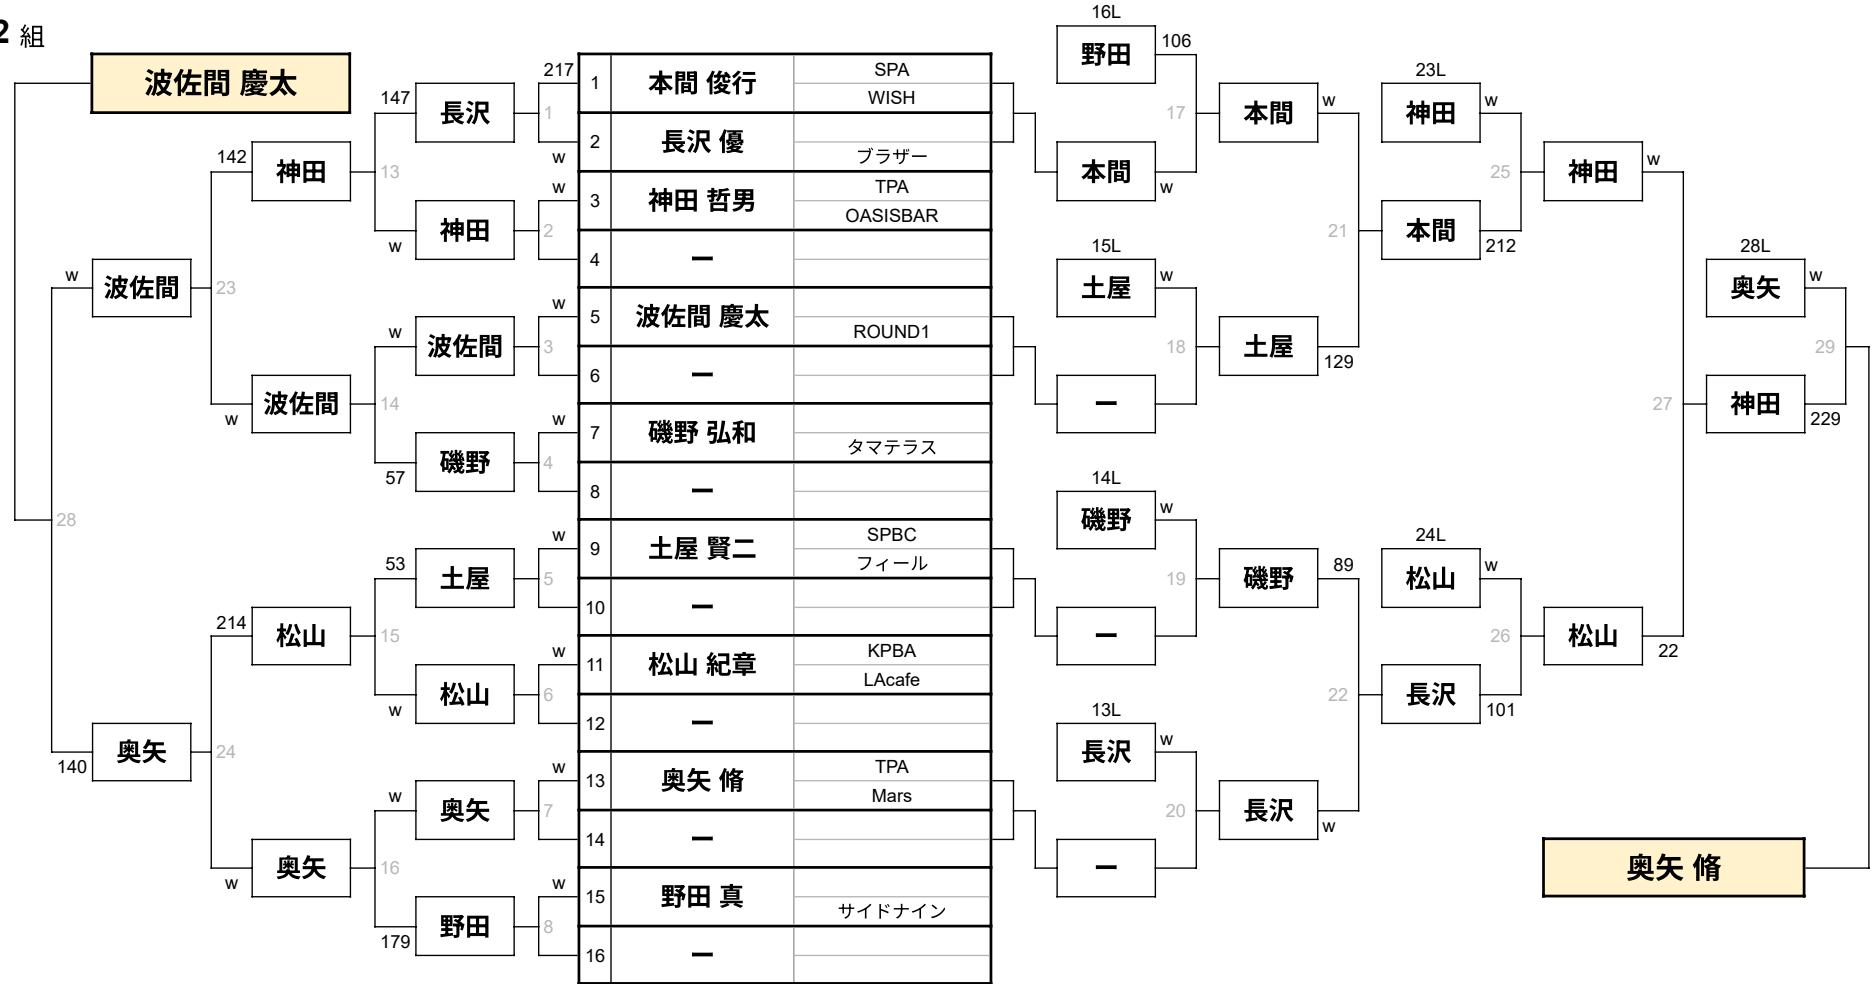 2 組
波佐間 慶太
w
波佐間
28
140
奥矢
142
神田
23
w
波佐間
214
松山
24
w
奥矢
147
長沢
13
w
神田
w
波佐間
14
57
磯野
53
土屋
15
w
松山
w
奥矢
16
179
野田
217
1
w
w
2
w
3
w
4
w
5
w
6
w
7
w
8
1 本間 俊行 SPA
WISH
2 長沢 優
ブラザー
3 神田 哲男 TPA
OASISBAR
4 ー
5 波佐間 慶太
ROUND1
6 ー
7 磯野 弘和
タマテラス
8 ー
9 土屋 賢二 SPBC
フィール
10 ー
11 松山 紀章 KPBA
LAcafe
12 ー
13 奥矢 脩 TPA
Mars
14 ー
15 野田 真
サイドナイン
16 ー
16L
野田 106
17
本間 w
15L
土屋 w
18
ー
14L
磯野 w
19
ー
13L
長沢 w
20
ー
本間 w
21
土屋 129
磯野 89
22
長沢 w
23L
神田 w
25
本間 212
24L
松山 w
26
長沢 101
神田 w
27
松山 22
28L
奥矢 w
29
神田 229
奥矢 脩